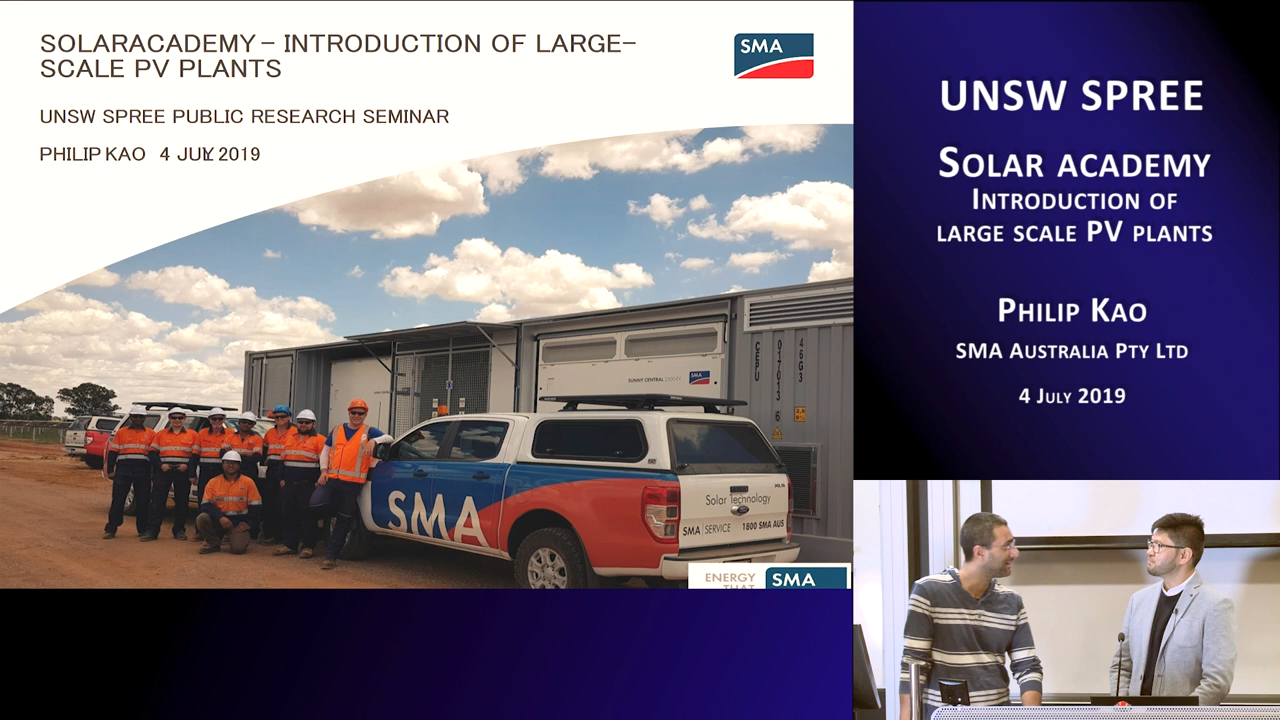 SOLARACADEMY – INTRODUCTION OF LARGE–
SCALE PV PLANTS
UNSW SPREE PUBLIC RESEARCH SEMINAR
PHILIP KAO 4 JULY 2019
SMA
SUNNY CENTRAL
SMA
SMA
Solar Technology
SMA SERVICE 1800 SMA AUS
ENERGY
THAT
SMA
UNSW SPREE
SOLAR ACADEMY
INTRODUCTION OF
LARGE SCALE PV PLANTS
PHILIP KAO
SMA AUSTRALIA PTY LTD
4 JULY 2019